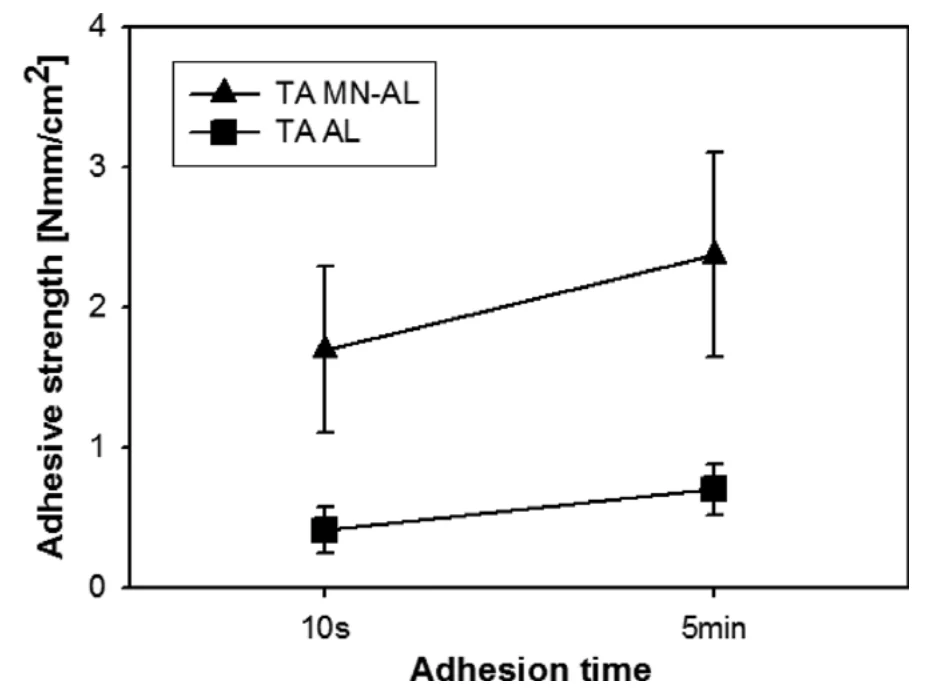 Adhesive strength [Nmm/cm²]
4
3
2
1
0
TA MN-AL
TA AL
10s 5min
Adhesion time